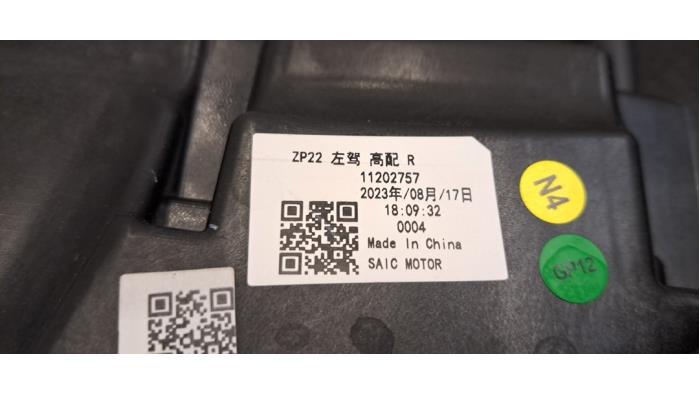 ZP22 左驾 高配 R
11202757
2023年/08月/17日
18:09:32
0004
Made In China
SAIC MOTOR
N4
GP12